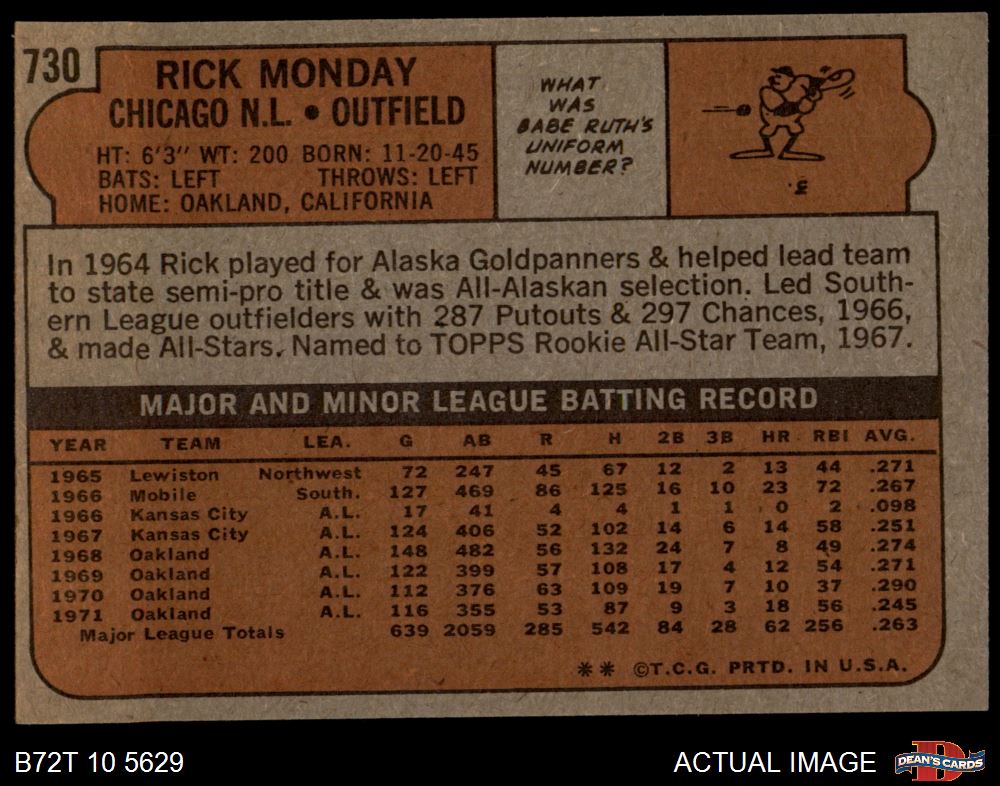 730
RICK MONDAY
CHICAGO N.L. • OUTFIELD
HT: 6'3" WT: 200 BORN: 11-20-45
BATS: LEFT THROWS: LEFT
HOME: OAKLAND, CALIFORNIA
WHAT
WAS
BABE RUTH'S
UNIFORM
NUMBER?
·ε
In 1964 Rick played for Alaska Goldpanners & helped lead team
to state semi-pro title & was All-Alaskan selection. Led South-
ern League outfielders with 287 Putouts & 297 Chances, 1966,
& made All-Stars. Named to TOPPS Rookie All-Star Team, 1967.
MAJOR AND MINOR LEAGUE BATTING RECORD
YEAR TEAM LEA. G AB R H 2B 3B HR RBI AVG.
1965 Lewiston Northwest 72 247 45 67 12 2 13 44 .271
1966 Mobile South. 127 469 86 125 16 10 23 72 .267
1966 Kansas City A.L. 17 41 4 4 1 1 0 2 .098
1967 Kansas City A.L. 124 406 52 102 14 6 14 58 .251
1968 Oakland A.L. 148 482 56 132 24 7 8 49 .274
1969 Oakland A.L. 122 399 57 108 17 4 12 54 .271
1970 Oakland A.L. 112 376 63 109 19 7 10 37 .290
1971 Oakland A.L. 116 355 53 87 9 3 18 56 .245
Major League Totals 639 2059 285 542 84 28 62 256 .263
** ©T.C.G. PRTD. IN U.S.A.
B72T 10 5629
ACTUAL IMAGE
D
DEAN'S CARDS